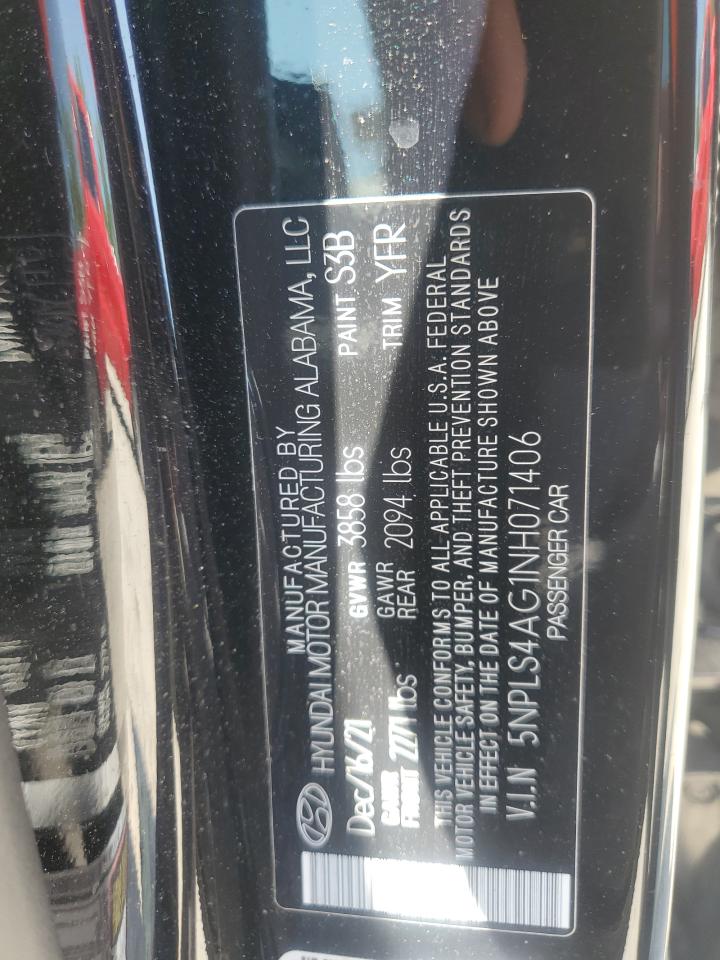 MANUFACTURED BY
HYUNDAI MOTOR MANUFACTURING ALABAMA, LLC
Dec/16/21 GVWR 3858 lbs PAINT S3B
GAWR FRONT 2271 lbs GAWR REAR 2094 lbs TRIM YFR
THIS VEHICLE CONFORMS TO ALL APPLICABLE U.S.A. FEDERAL
MOTOR VEHICLE SAFETY, BUMPER, AND THEFT PREVENTION STANDARDS
IN EFFECT ON THE DATE OF MANUFACTURE SHOWN ABOVE
V.I.N 5NPLS4AG1NH071406
PASSENGER CAR